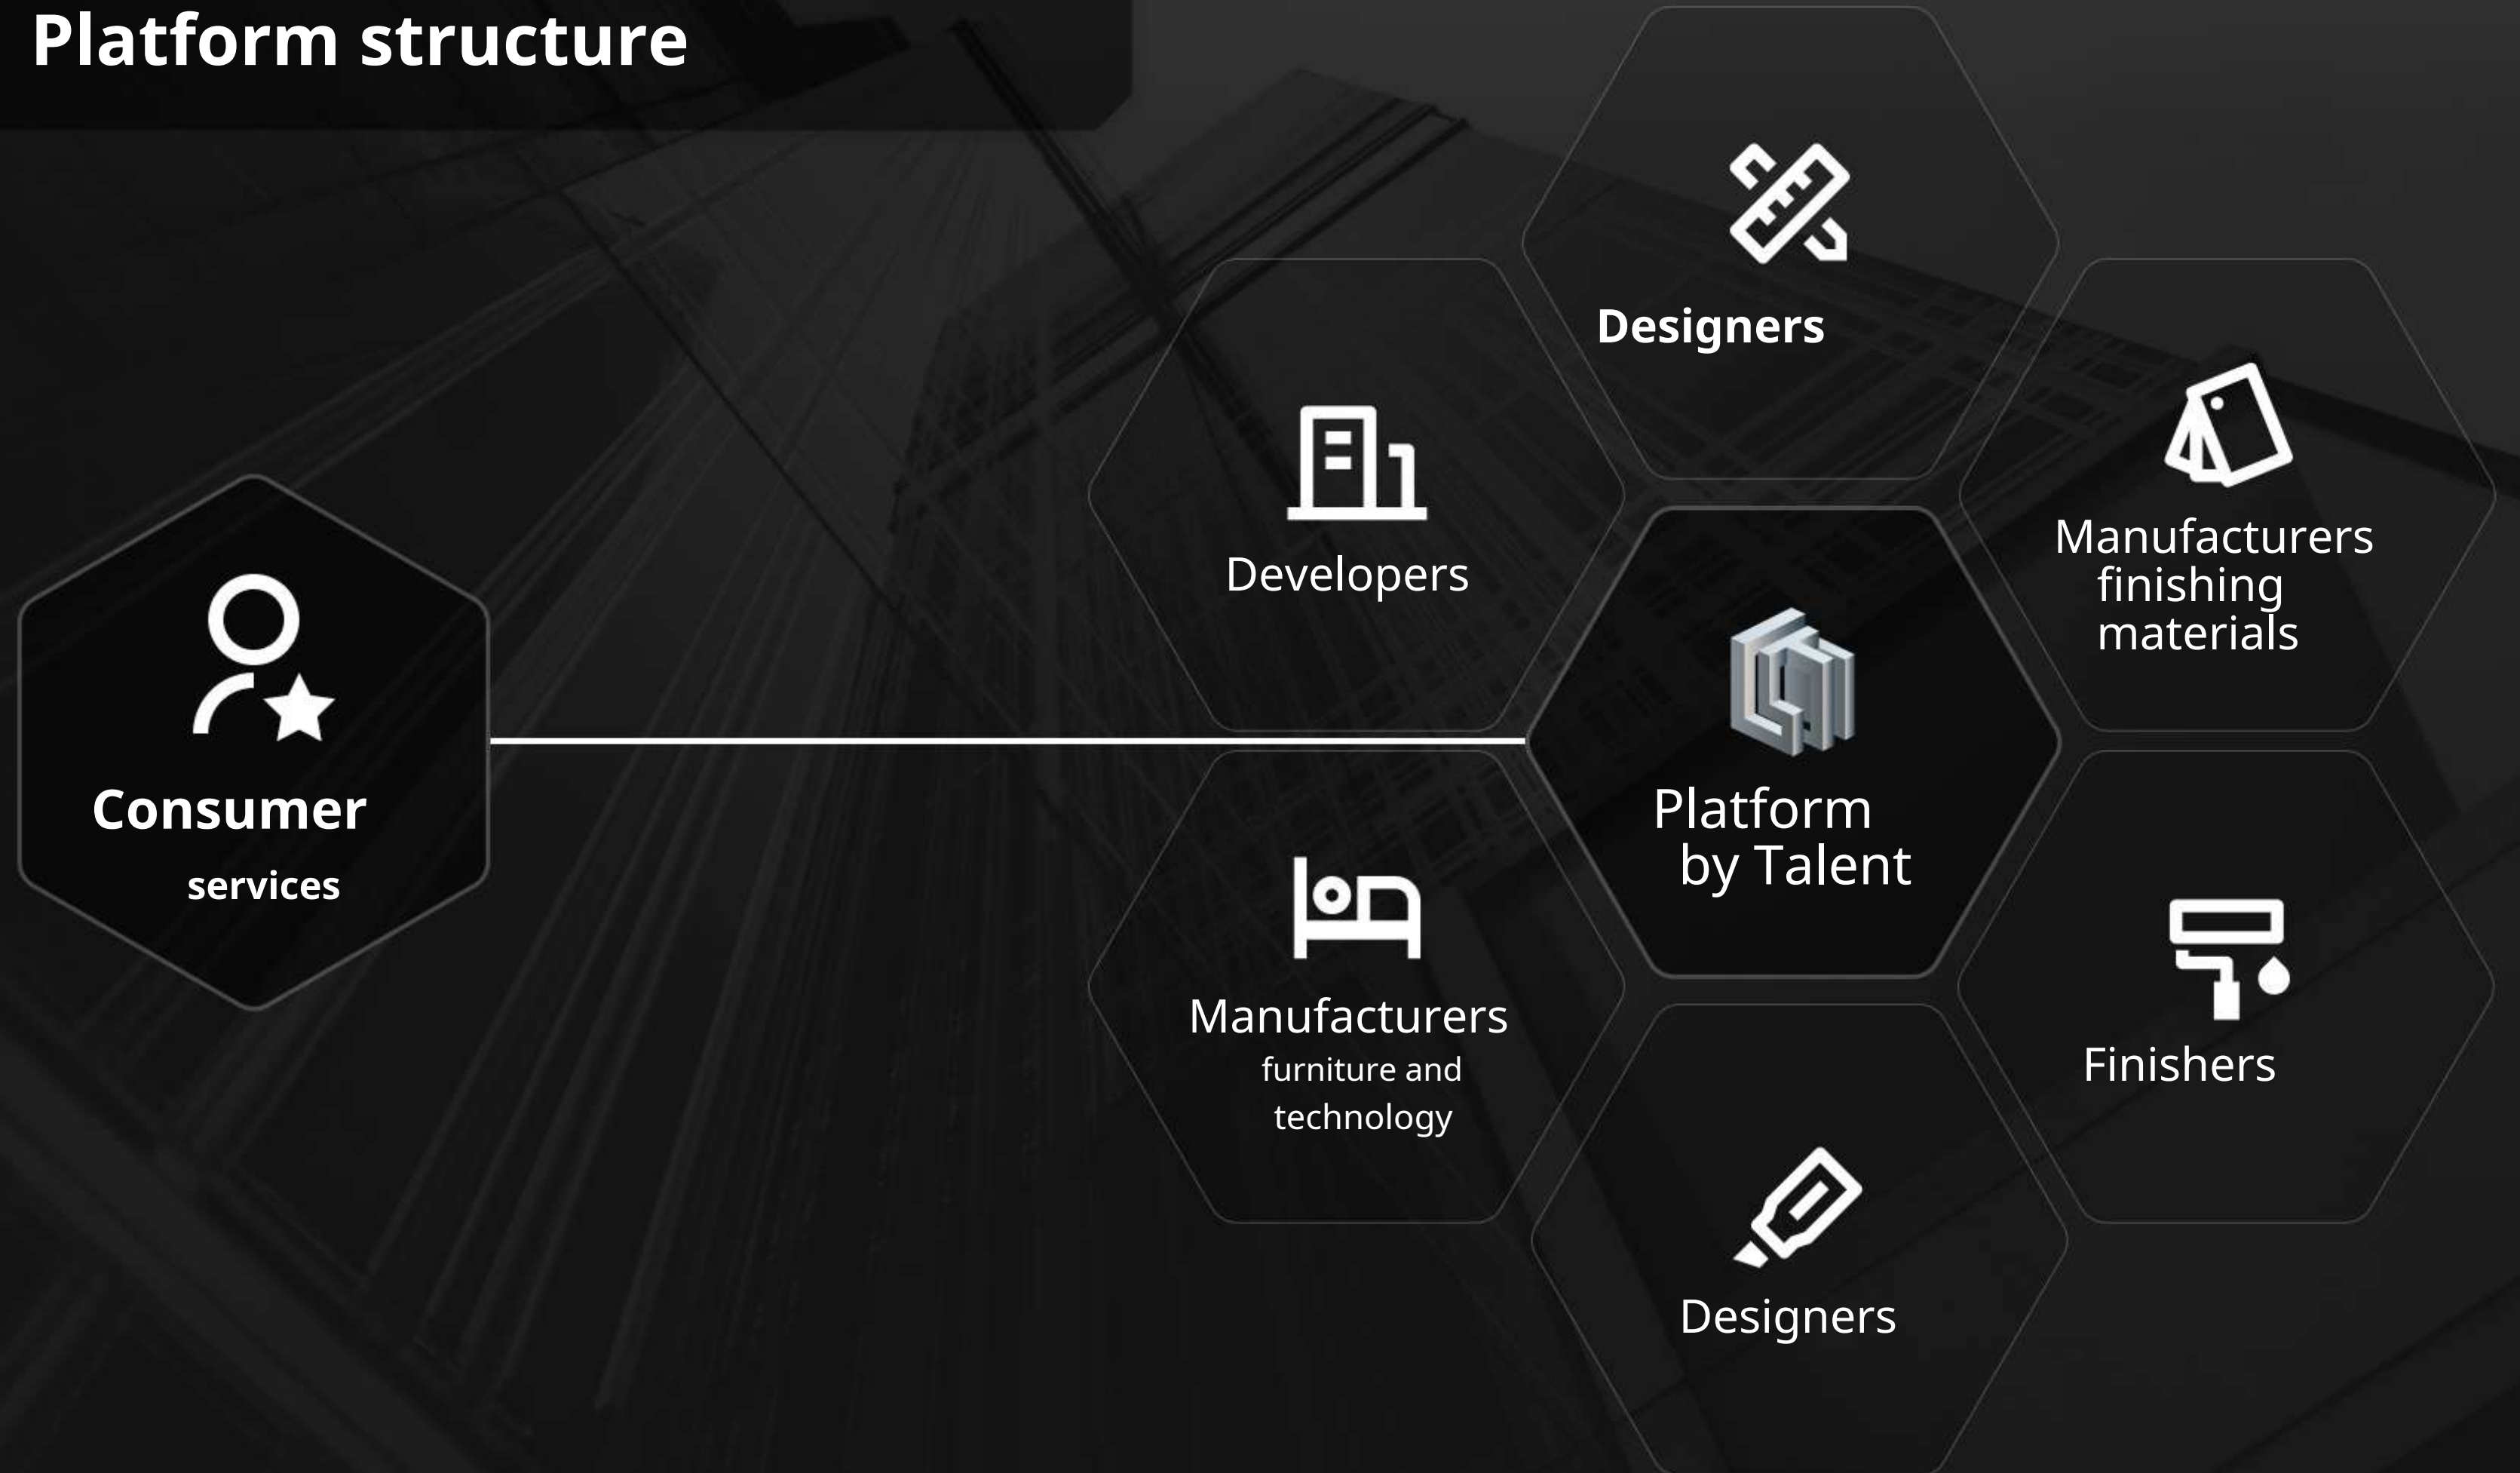 Platform structure
Designers
Developers
Manufacturers
finishing
materials
Consumer
services
Platform
by Talent
Manufacturers
furniture and
technology
Finishers
Designers